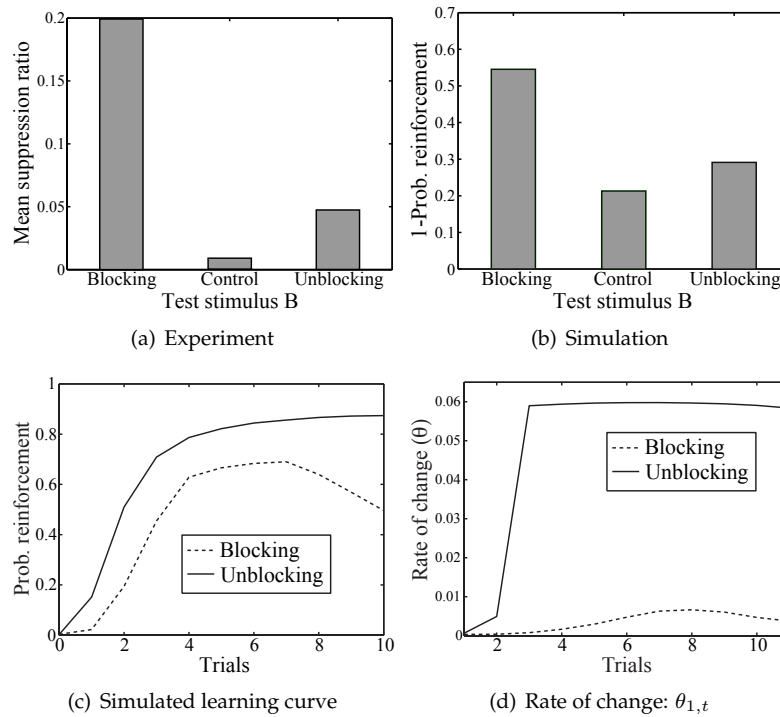 0.2
0.15
0.1
0.05
0
Mean suppression ratio
Blocking Control Unblocking
Test stimulus B
(a) Experiment
0.7
0.6
0.5
0.4
0.3
0.2
0.1
0
1-Prob. reinforcement
Blocking Control Unblocking
Test stimulus B
(b) Simulation
1
0.8
0.6
0.4
0.2
0
Prob. reinforcement
Blocking
Unblocking
0 2 4 6 8 10
Trials
(c) Simulated learning curve
0.06
0.05
0.04
0.03
0.02
0.01
0
Rate of change (θ)
Blocking
Unblocking
2 4 6 8 10
Trials
(d) Rate of change: θ1,t